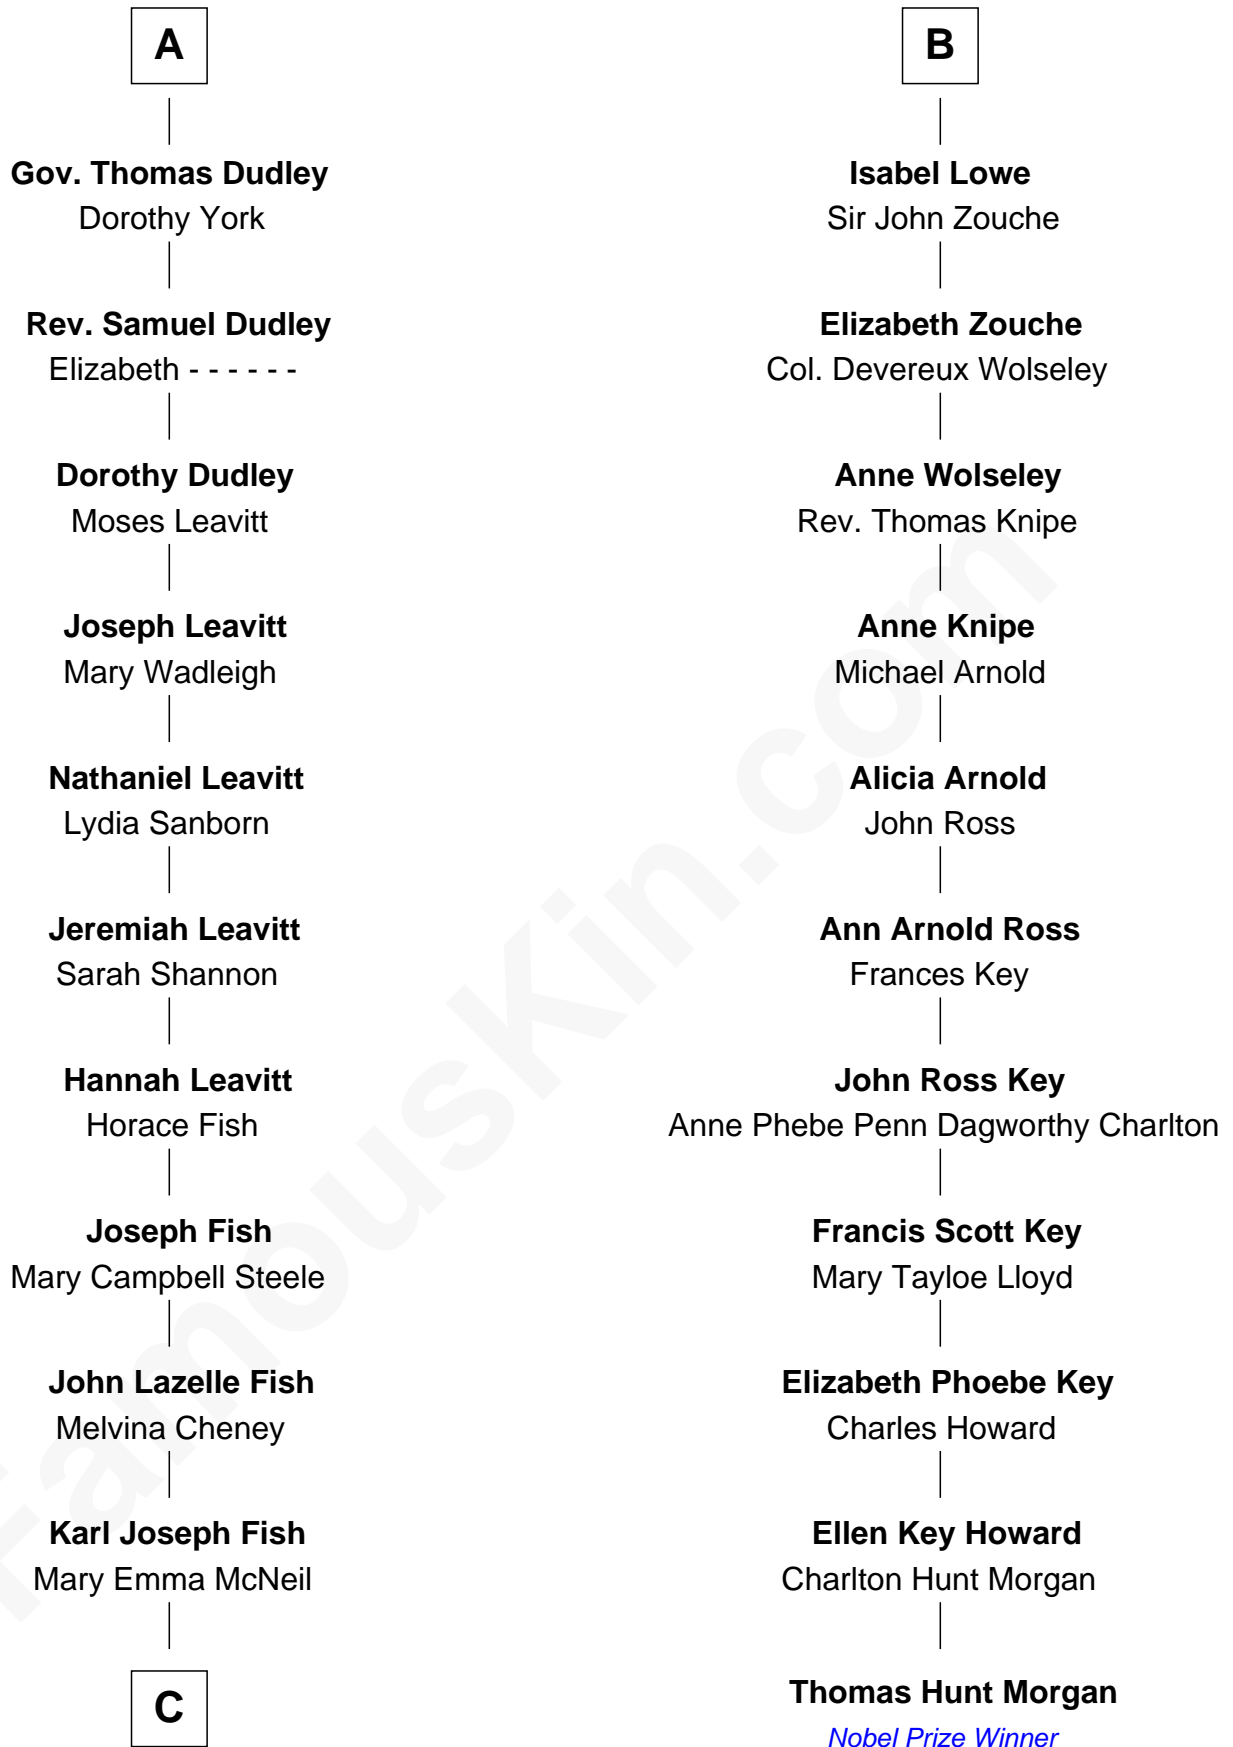 A
Gov. Thomas Dudley
Dorothy York
Rev. Samuel Dudley
Elizabeth - - - - - -
Dorothy Dudley
Moses Leavitt
Joseph Leavitt
Mary Wadleigh
Nathaniel Leavitt
Lydia Sanborn
Jeremiah Leavitt
Sarah Shannon
Hannah Leavitt
Horace Fish
Joseph Fish
Mary Campbell Steele
John Lazelle Fish
Melvina Cheney
Karl Joseph Fish
Mary Emma McNeil
C
B
Isabel Lowe
Sir John Zouche
Elizabeth Zouche
Col. Devereux Wolseley
Anne Wolseley
Rev. Thomas Knipe
Anne Knipe
Michael Arnold
Alicia Arnold
John Ross
Ann Arnold Ross
Frances Key
John Ross Key
Anne Phebe Penn Dagworthy Charlton
Francis Scott Key
Mary Tayloe Lloyd
Elizabeth Phoebe Key
Charles Howard
Ellen Key Howard
Charlton Hunt Morgan
Thomas Hunt Morgan
Nobel Prize Winner
FamousKin.com